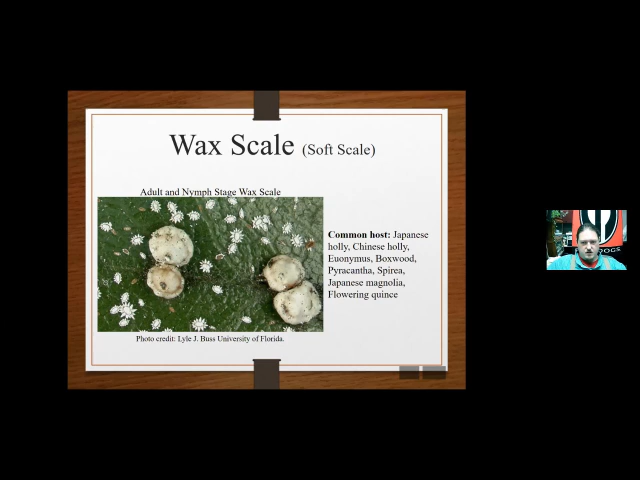 Wax Scale (Soft Scale)
Adult and Nymph Stage Wax Scale
Common host: Japanese
holly, Chinese holly,
Euonymus, Boxwood,
Pyracantha, Spirea,
Japanese magnolia,
Flowering quince
Photo credit: Lyle J. Buss University of Florida.